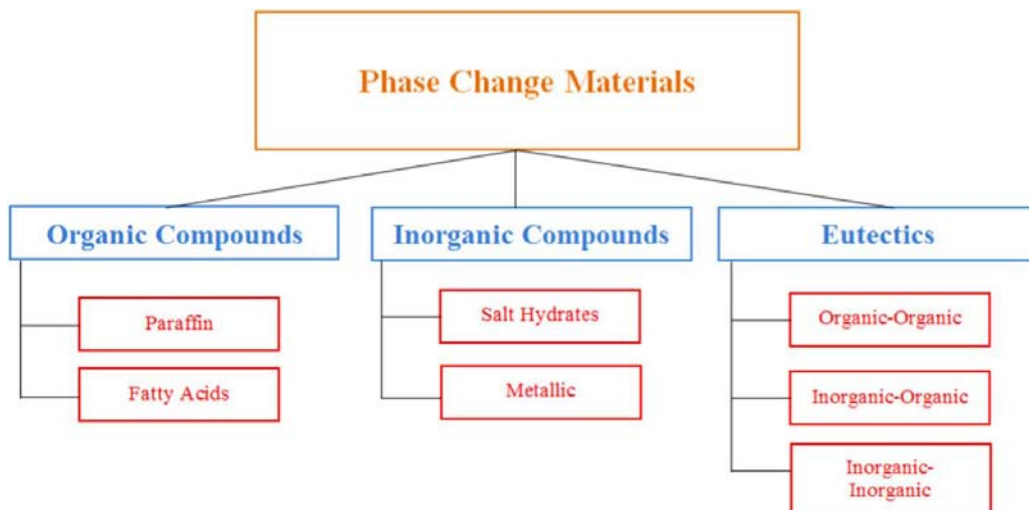 Phase Change Materials
Organic Compounds
Paraffin
Fatty Acids
Inorganic Compounds
Salt Hydrates
Metallic
Eutectics
Organic-Organic
Inorganic-Organic
Inorganic-
Inorganic